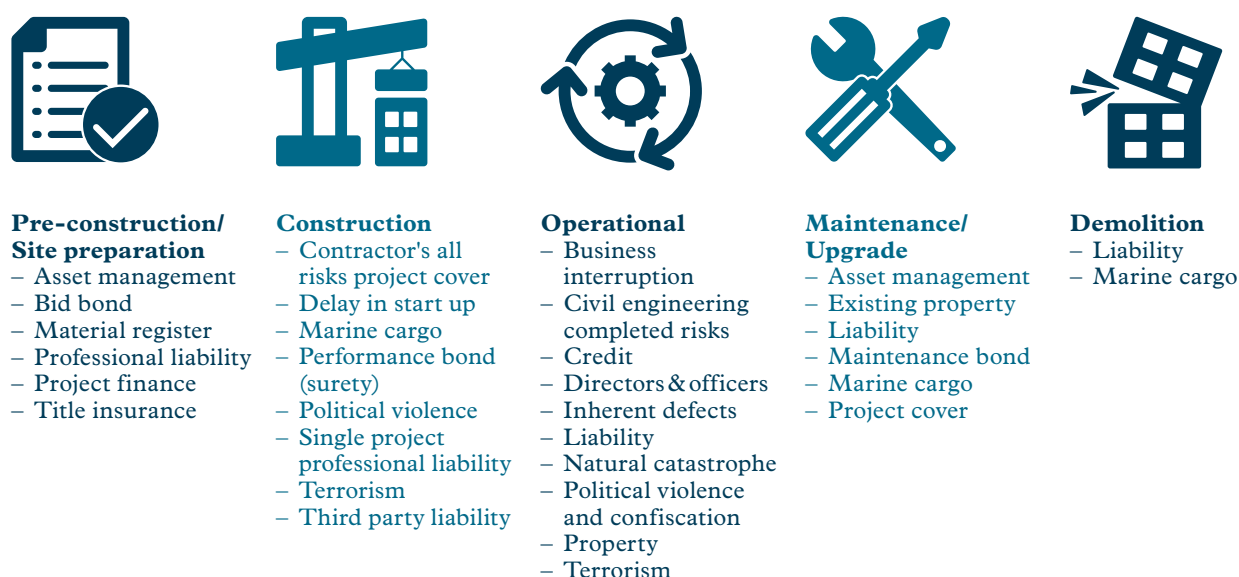 Pre-construction/
Site preparation
– Asset management
– Bid bond
– Material register
– Professional liability
– Project finance
– Title insurance
Construction
– Contractor's all
risks project cover
– Delay in start up
– Marine cargo
– Performance bond
(surety)
– Political violence
– Single project
professional liability
– Terrorism
– Third party liability
Operational
– Business
interruption
– Civil engineering
completed risks
– Credit
– Directors & officers
– Inherent defects
– Liability
– Natural catastrophe
– Political violence
and confiscation
– Property
– Terrorism
Maintenance/
Upgrade
– Asset management
– Existing property
– Liability
– Maintenance bond
– Marine cargo
– Project cover
Demolition
– Liability
– Marine cargo